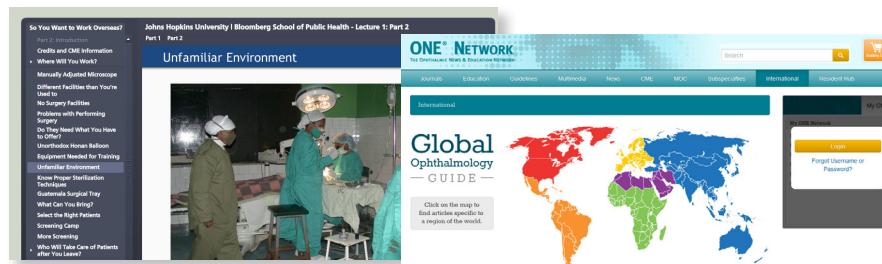 So You Want to Work Overseas?
Part 2: Introduction
Credits and CME Information
Where Will You Work?
Manually Adjusted Microscope
Different Facilities than You're
Used to
No Surgery Facilities
Problems with Performing
Surgery
Do They Need What You Have
to Offer?
Unorthodox Honan Balloon
Equipment Needed for Training
Unfamiliar Environment
Know Proper Sterilization
Techniques
Guatemala Surgical Tray
What Can You Bring?
Select the Right Patients
Screening Camp
More Screening
Who Will Take Care of Patients
after You Leave?
Johns Hopkins University | Bloomberg School of Public Health - Lecture 1: Part 2
Part 1 Part 2
Unfamiliar Environment
ONE® NETWORK
THE OPHTHALMIC NEWS & EDUCATION NETWORK
Search
Journals Education Guidelines Multimedia News CME MOC Subspecialties International Resident Hub
International
Global
Ophthalmology
GUIDE
Click on the map to
find articles specific to
a region of the world.
My ONE Network
Login
Forgot Username or
Password?